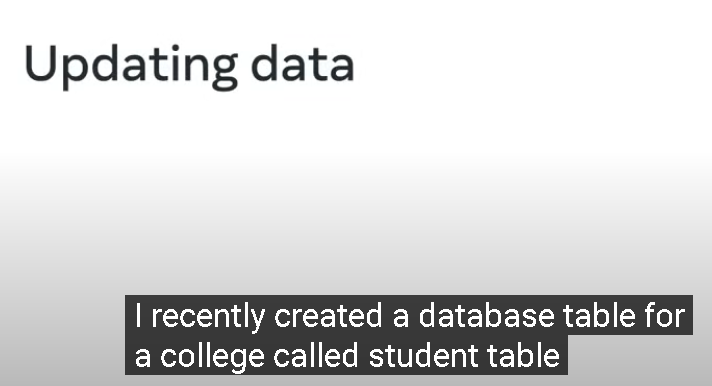 Updating data
I recently created a database table for
a college called student table